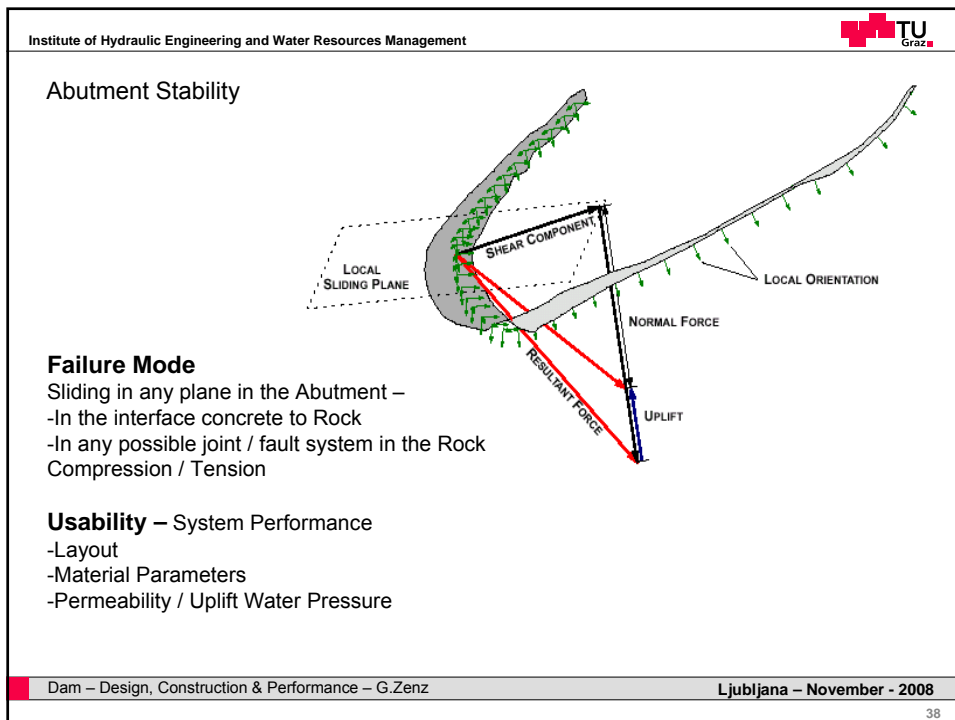 Institute of Hydraulic Engineering and Water Resources Management
TU
Graz
Abutment Stability
SHEAR COMPONENT
LOCAL
SLIDING PLANE
LOCAL ORIENTATION
NORMAL FORCE
RESULTANT FORCE
UPLIFT
Failure Mode
Sliding in any plane in the Abutment –
-In the interface concrete to Rock
-In any possible joint / fault system in the Rock
Compression / Tension
Usability – System Performance
-Layout
-Material Parameters
-Permeability / Uplift Water Pressure
Dam – Design, Construction & Performance – G.Zenz
Ljubljana – November - 2008
38